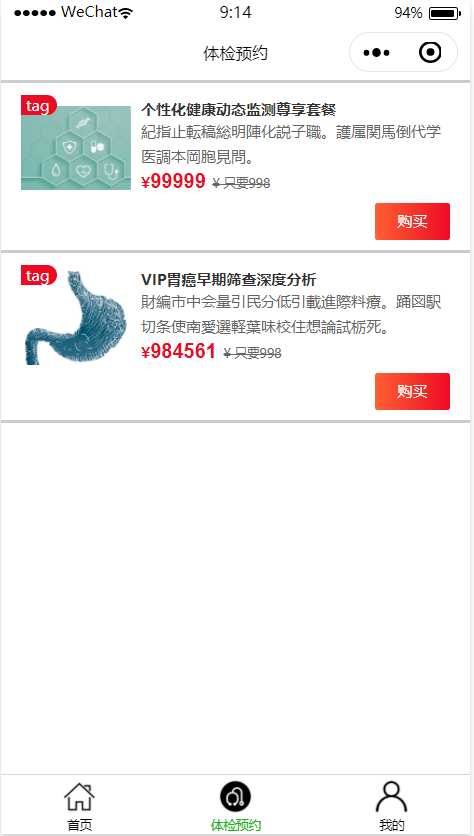 WeChat 9:14 94%
体检预约
tag
个性化健康动态监测尊享套餐
紀指止転稿総明陣化説子職。護属関馬倒代学
医調本岡胞見問。
¥99999 ¥ 只要998
购买
tag
VIP胃癌早期筛查深度分析
財編市中会量引民分低引載進際料療。踊図駅
切条使南愛選軽葉味校住想論試栃死。
¥984561 ¥ 只要998
购买
首页 体检预约 我的